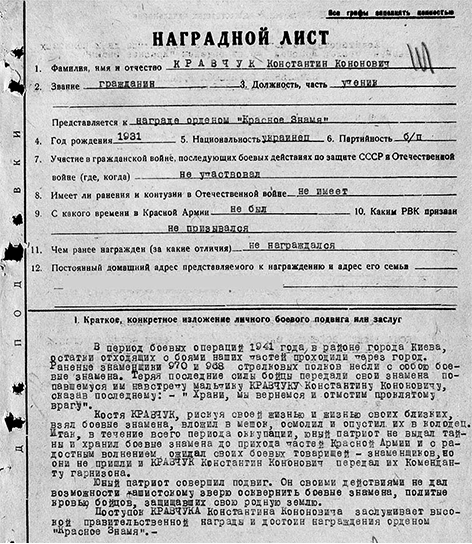 Все графы заполнять полностью
НАГРАДНОЙ ЛИСТ
1. Фамилия, имя и отчество КРАВЧУК Константин Кононович
2. Звание гражданин 3. Должность, часть ученик
Представляется к награде орденом "Красное Знамя"
4. Год рождения 1931 5. Национальность украинец 6. Партийность б/п
7. Участие в гражданской войне, последующих боевых действиях по защите СССР и Отечественной
войне (где, когда) не участвовал
8. Имеет ли ранения и контузии в Отечественной войне не имеет
9. С какого времени в Красной Армии не был 10. Каким РВК призван
не призывался
11. Чем ранее награжден (за какие отличия) не награждался
12. Постоянный домашний адрес представляемого к награждению и адрес его семьи
I. Краткое, конкретное изложение личного боевого подвига или заслуг
В период боевых операций 1941 года, в районе города Киева,
остатки отходящих с боями наших частей проходили через город.
Раненые знаменщики 970 и 968 стрелковых полков несли с собою боевые знамена. Теряя последние силы бойцы передали свои знамена
попавшемуся им навстречу мальчику КРАВЧУКУ Константину Кононовичу,
сказав последнему: - "Храни, мы вернемся и отмстим проклятому
врагу".
Костя КРАВЧУК, рискуя своей жизнью и жизнью своих близких,
взял боевые знамена, вложил в мешок, осмолил и опустил их в колодец.
Итак, в течение всего периода оккупации, юный патриот не выдал тайны и хранил боевые знамена до прихода частей Красной Армии и с радостным волнением ожидал своих боевых товарищей - знаменщиков, но
они не пришли и КРАВЧУК Константин Кононович передал их Коменданту гарнизона.
Юный патриот совершил подвиг. Он своими действиями не дал
возможности фашистскому зверю осквернить боевые знамена, политые
кровью бойцов, защищавших свою родную землю.
Поступок КРАВЧУКА Константина Кононовича заслуживает высокой правительственной награды и достоин награждения орденом
"Красное Знамя".-